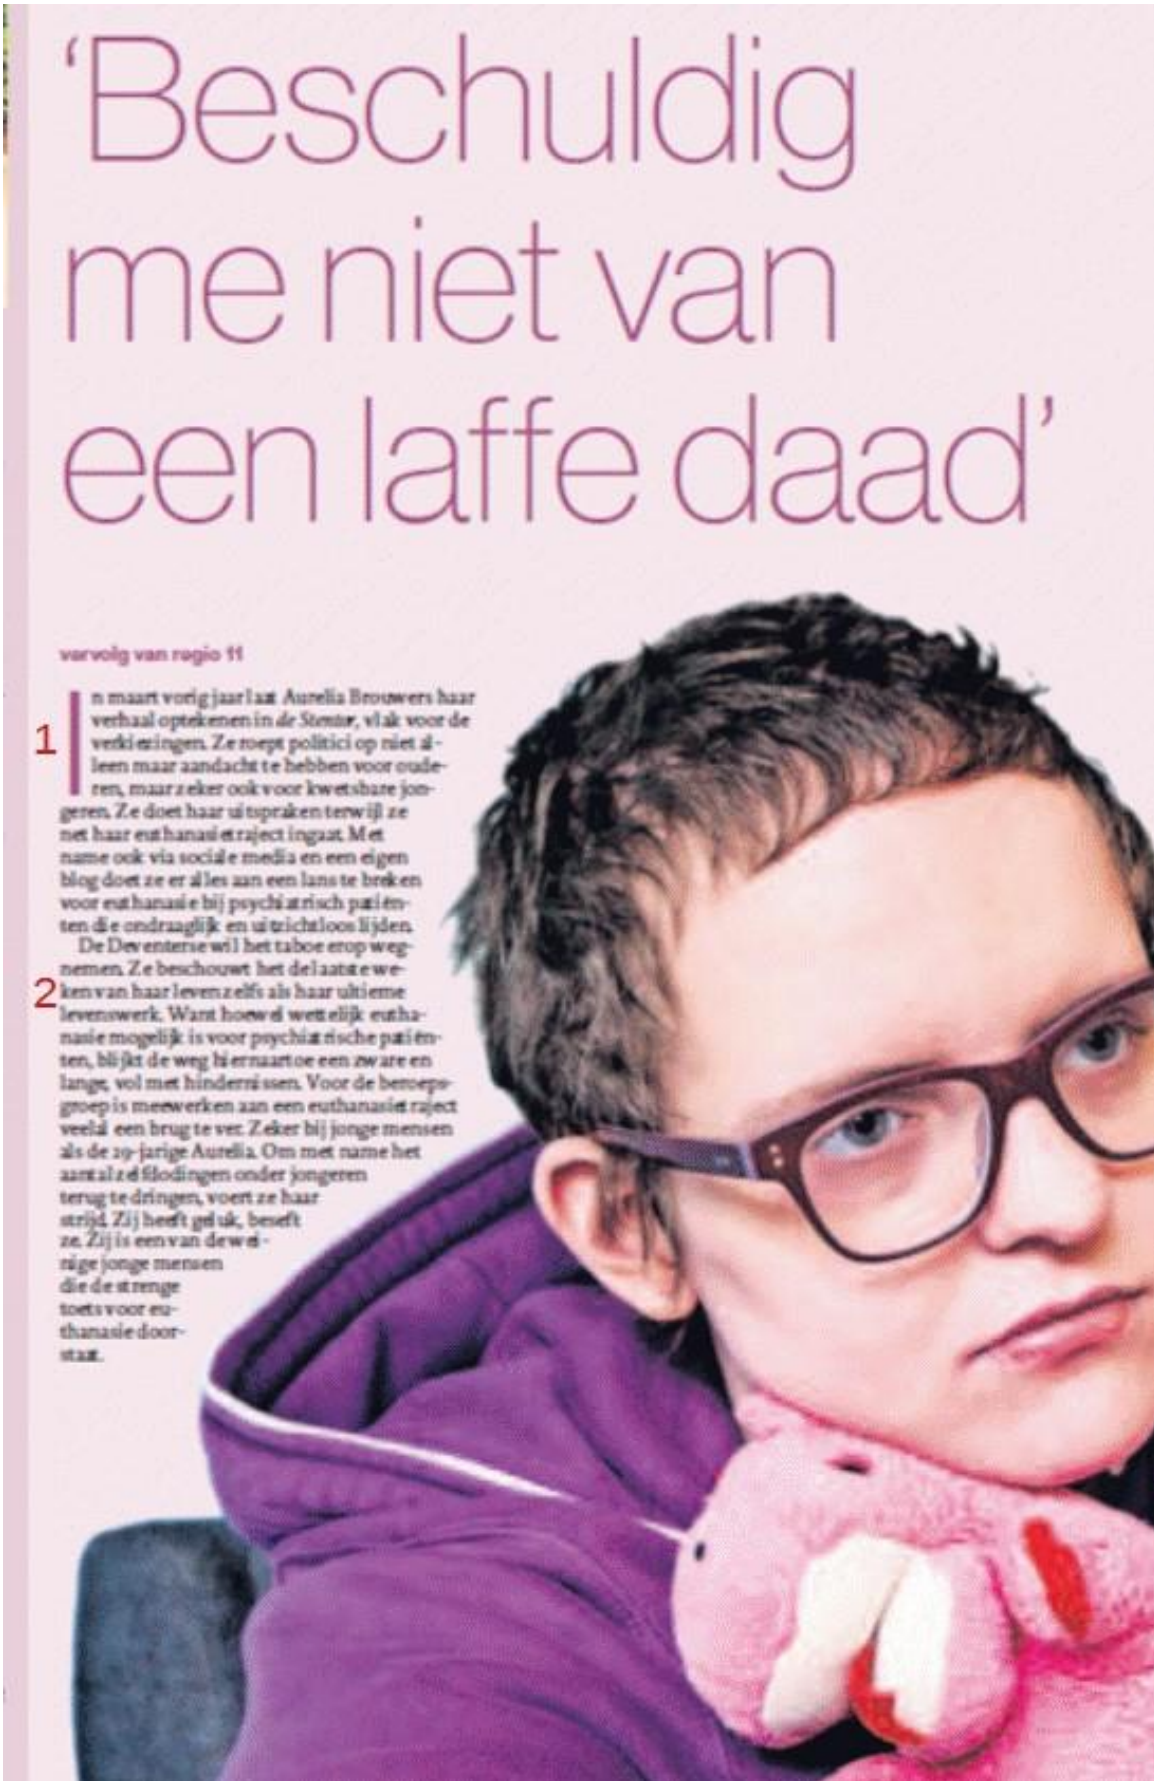 ‘Beschuldig
me niet van
een laffe daad’
vervolg van regio 11
1
In maart vorig jaar laat Aurelia Brouwers haar
verhaal optekenen in de Stentor, vlak voor de
verkiezingen. Ze roept politici op niet al-
leen maar aandacht te hebben voor oude-
ren, maar zeker ook voor kwetsbare jon-
geren. Ze doet haar uitspraken terwijl ze
net haar euthanasietraject ingaat. Met
name ook via sociale media en een eigen
blog doet ze er alles aan een lans te breken
voor euthanasie bij psychiatrisch patiën-
ten die ondraaglijk en uitzichtloos lijden.
De Deventerse wil het taboe erop weg-
nemen. Ze beschouwt het de laatste we-
2
ken van haar leven zelfs als haar ultieme
levenswerk. Want hoewel wettelijk eutha-
nasie mogelijk is voor psychiatrische patiën-
ten, blijkt de weg hiernaartoe een zware en
lange, vol met hindernissen. Voor de beroeps-
groep is meewerken aan een euthanasietraject
veelal een brug te ver. Zeker bij jonge mensen
als de 29-jarige Aurelia. Om met name het
aantal zelfdodingen onder jongeren
terug te dringen, voert ze haar
strijd. Zij heeft geluk, beseft
ze. Zij is een van de wei-
nige jonge mensen
die de strenge
toets voor eu-
thanasie door-
staat.